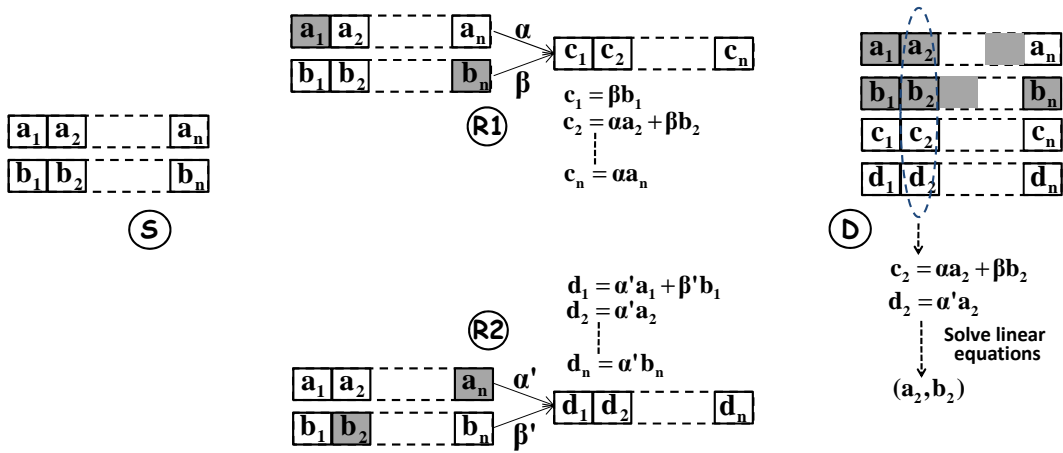 a₁ a₂ aₙ
b₁ b₂ bₙ
S
a₁ a₂ aₙ α
b₁ b₂ bₙ β
c₁ c₂ cₙ
R1
c₁ = βb₁
c₂ = αa₂ + βb₂
cₙ = αaₙ
d₁ = α'a₁ + β'b₁
d₂ = α'a₂
dₙ = α'bₙ
R2
a₁ a₂ aₙ α'
b₁ b₂ bₙ β'
d₁ d₂ dₙ
a₁ a₂ aₙ
b₁ b₂ bₙ
c₁ c₂ cₙ
d₁ d₂ dₙ
D
c₂ = αa₂ + βb₂
d₂ = α'a₂
Solve linear
equations
(a₂,b₂)